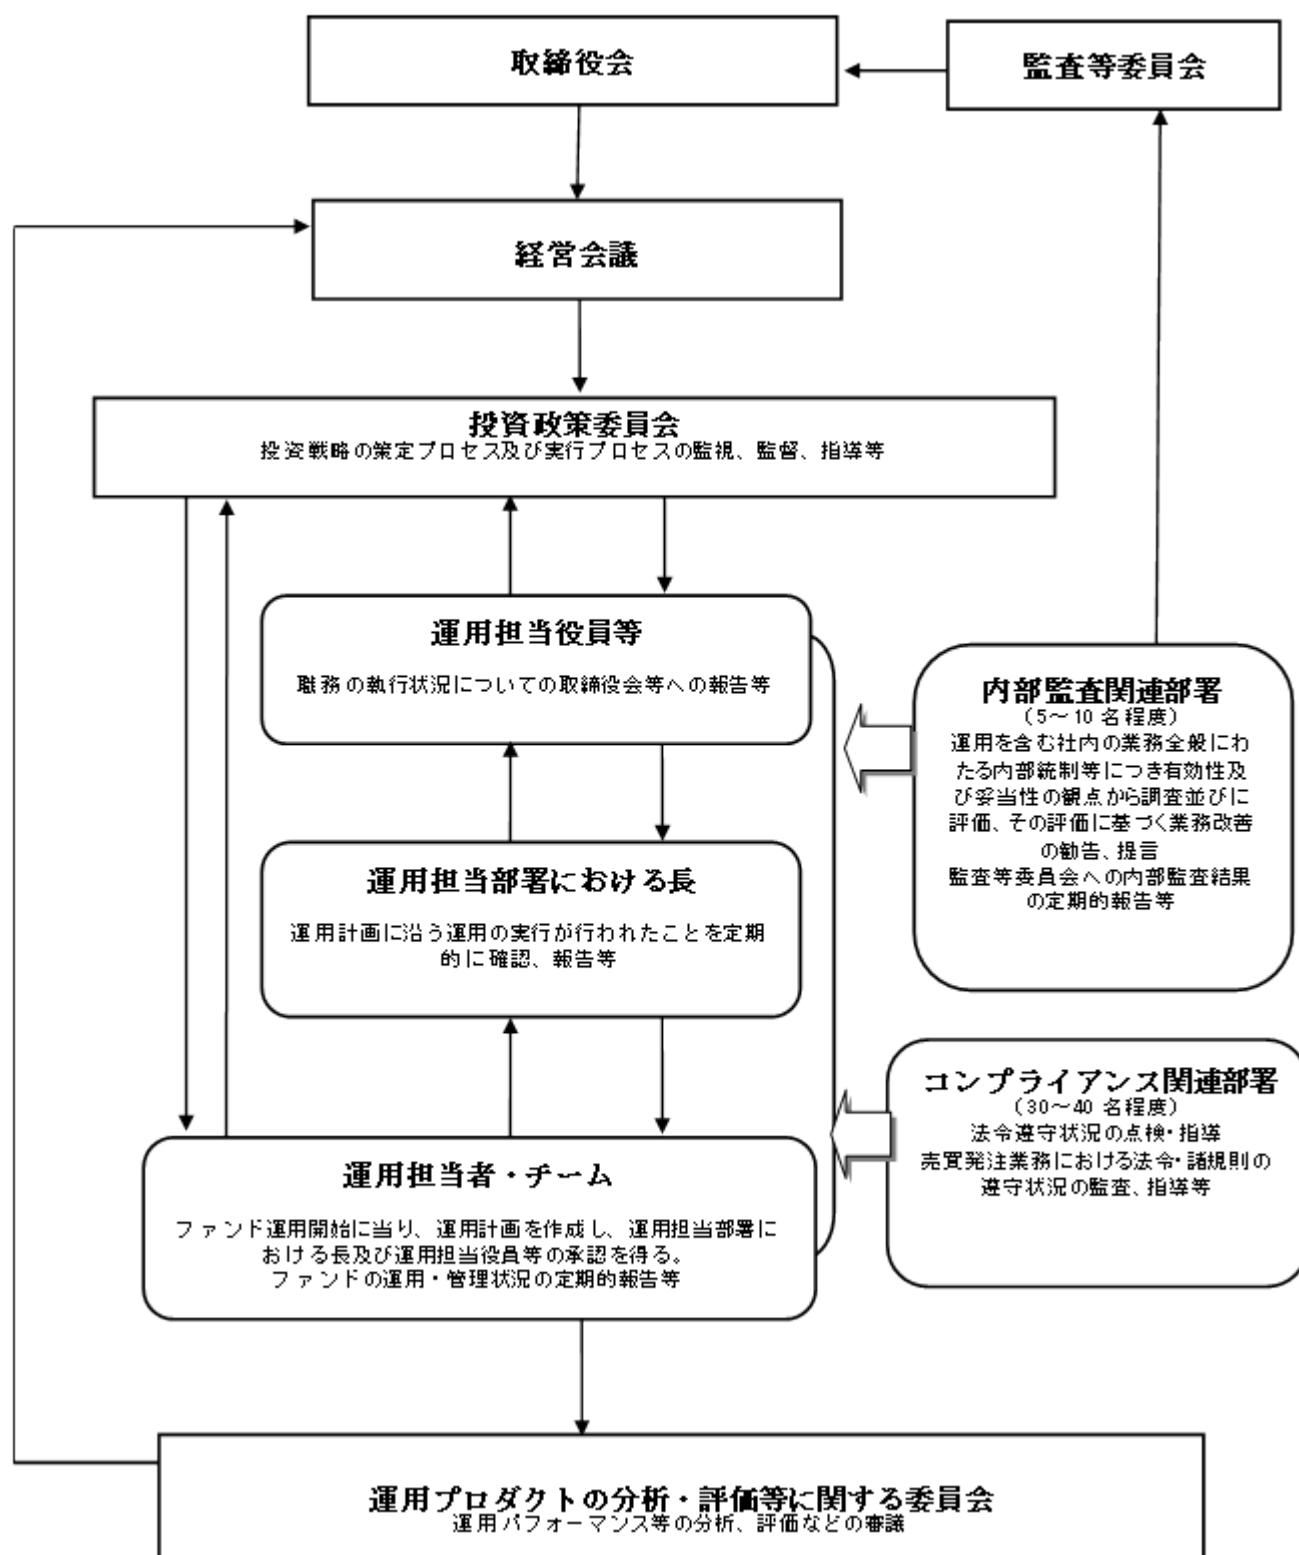 取締役会
監査等委員会
経営会議
投資政策委員会
投資戦略の策定プロセス及び実行プロセスの監視、監督、指導等
運用担当役員等
職務の執行状況についての取締役会等への報告等
内部監査関連部署
（5～10 名程度）
運用を含む社内の業務全般にわ
たる内部統制等につき有効性及
び妥当性の観点から調査並びに
評価、その評価に基づく業務改善
の勧告、提言
監査等委員会への内部監査結果
の定期的報告等
運用担当部署における長
運用計画に沿う運用の実行が行われたことを定期
的に確認、報告等
コンプライアンス関連部署
（30～40 名程度）
法令遵守状況の点検・指導
売買発注業務における法令・諸規則の
遵守状況の監査、指導等
運用担当者・チーム
ファンド運用開始に当り、運用計画を作成し、運用担当部署に
おける長及び運用担当役員等の承認を得る。
ファンドの運用・管理状況の定期的報告等
運用プロダクトの分析・評価等に関する委員会
運用パフォーマンス等の分析、評価などの審議